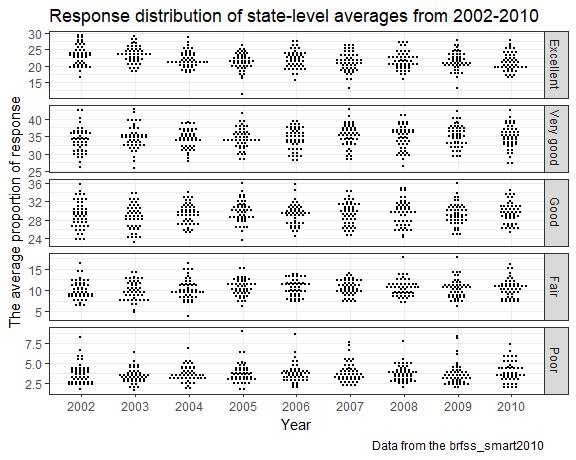 Response distribution of state-level averages from 2002-2010
The average proportion of response
30
25
20
15
Excellent
40
35
30
25
Very good
36
32
28
24
Good
15
10
5
Fair
7.5
5.0
2.5
Poor
2002 2003 2004 2005 2006 2007 2008 2009 2010
Year
Data from the brfss_smart2010